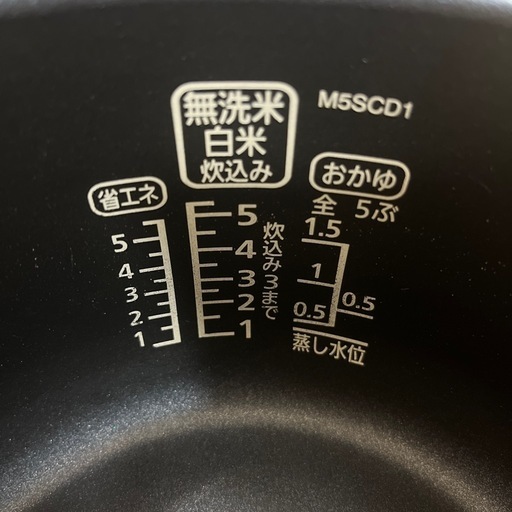 M5SCD1
無洗米
白米
炊込み
省エネ
5
4
3
2
1
5
4
3
2
1
炊込み3まで
おかゆ
全 5ぶ
1.5
1
0.5 0.5
蒸し水位